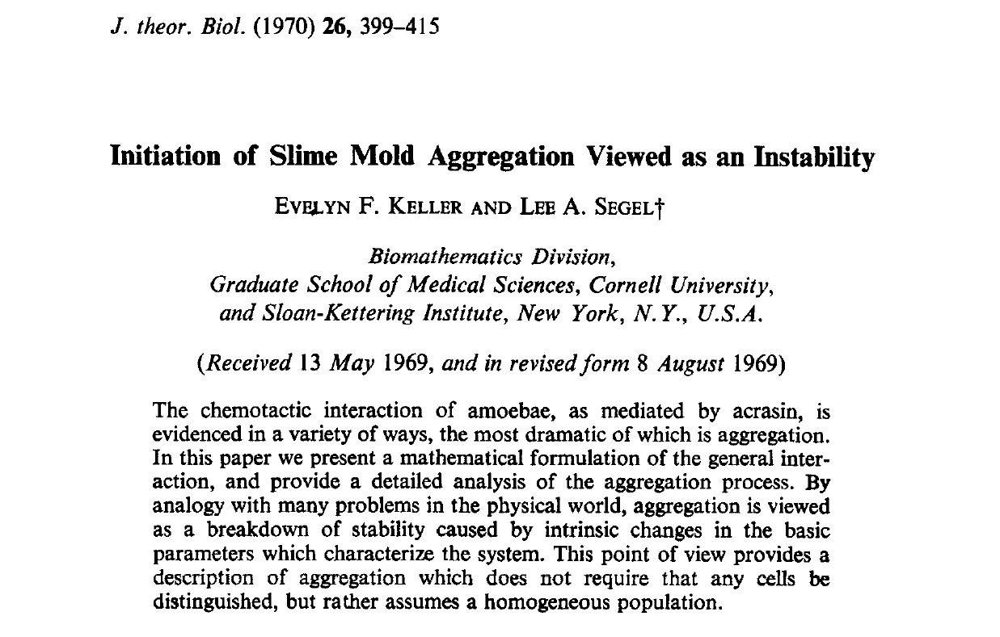 J. theor. Biol. (1970) 26, 399–415
Initiation of Slime Mold Aggregation Viewed as an Instability
EVELYN F. KELLER AND LEE A. SEGEL†
Biomathematics Division,
Graduate School of Medical Sciences, Cornell University,
and Sloan-Kettering Institute, New York, N.Y., U.S.A.
(Received 13 May 1969, and in revised form 8 August 1969)
The chemotactic interaction of amoebae, as mediated by acrasin, is
evidenced in a variety of ways, the most dramatic of which is aggregation.
In this paper we present a mathematical formulation of the general inter-
action, and provide a detailed analysis of the aggregation process. By
analogy with many problems in the physical world, aggregation is viewed
as a breakdown of stability caused by intrinsic changes in the basic
parameters which characterize the system. This point of view provides a
description of aggregation which does not require that any cells be
distinguished, but rather assumes a homogeneous population.